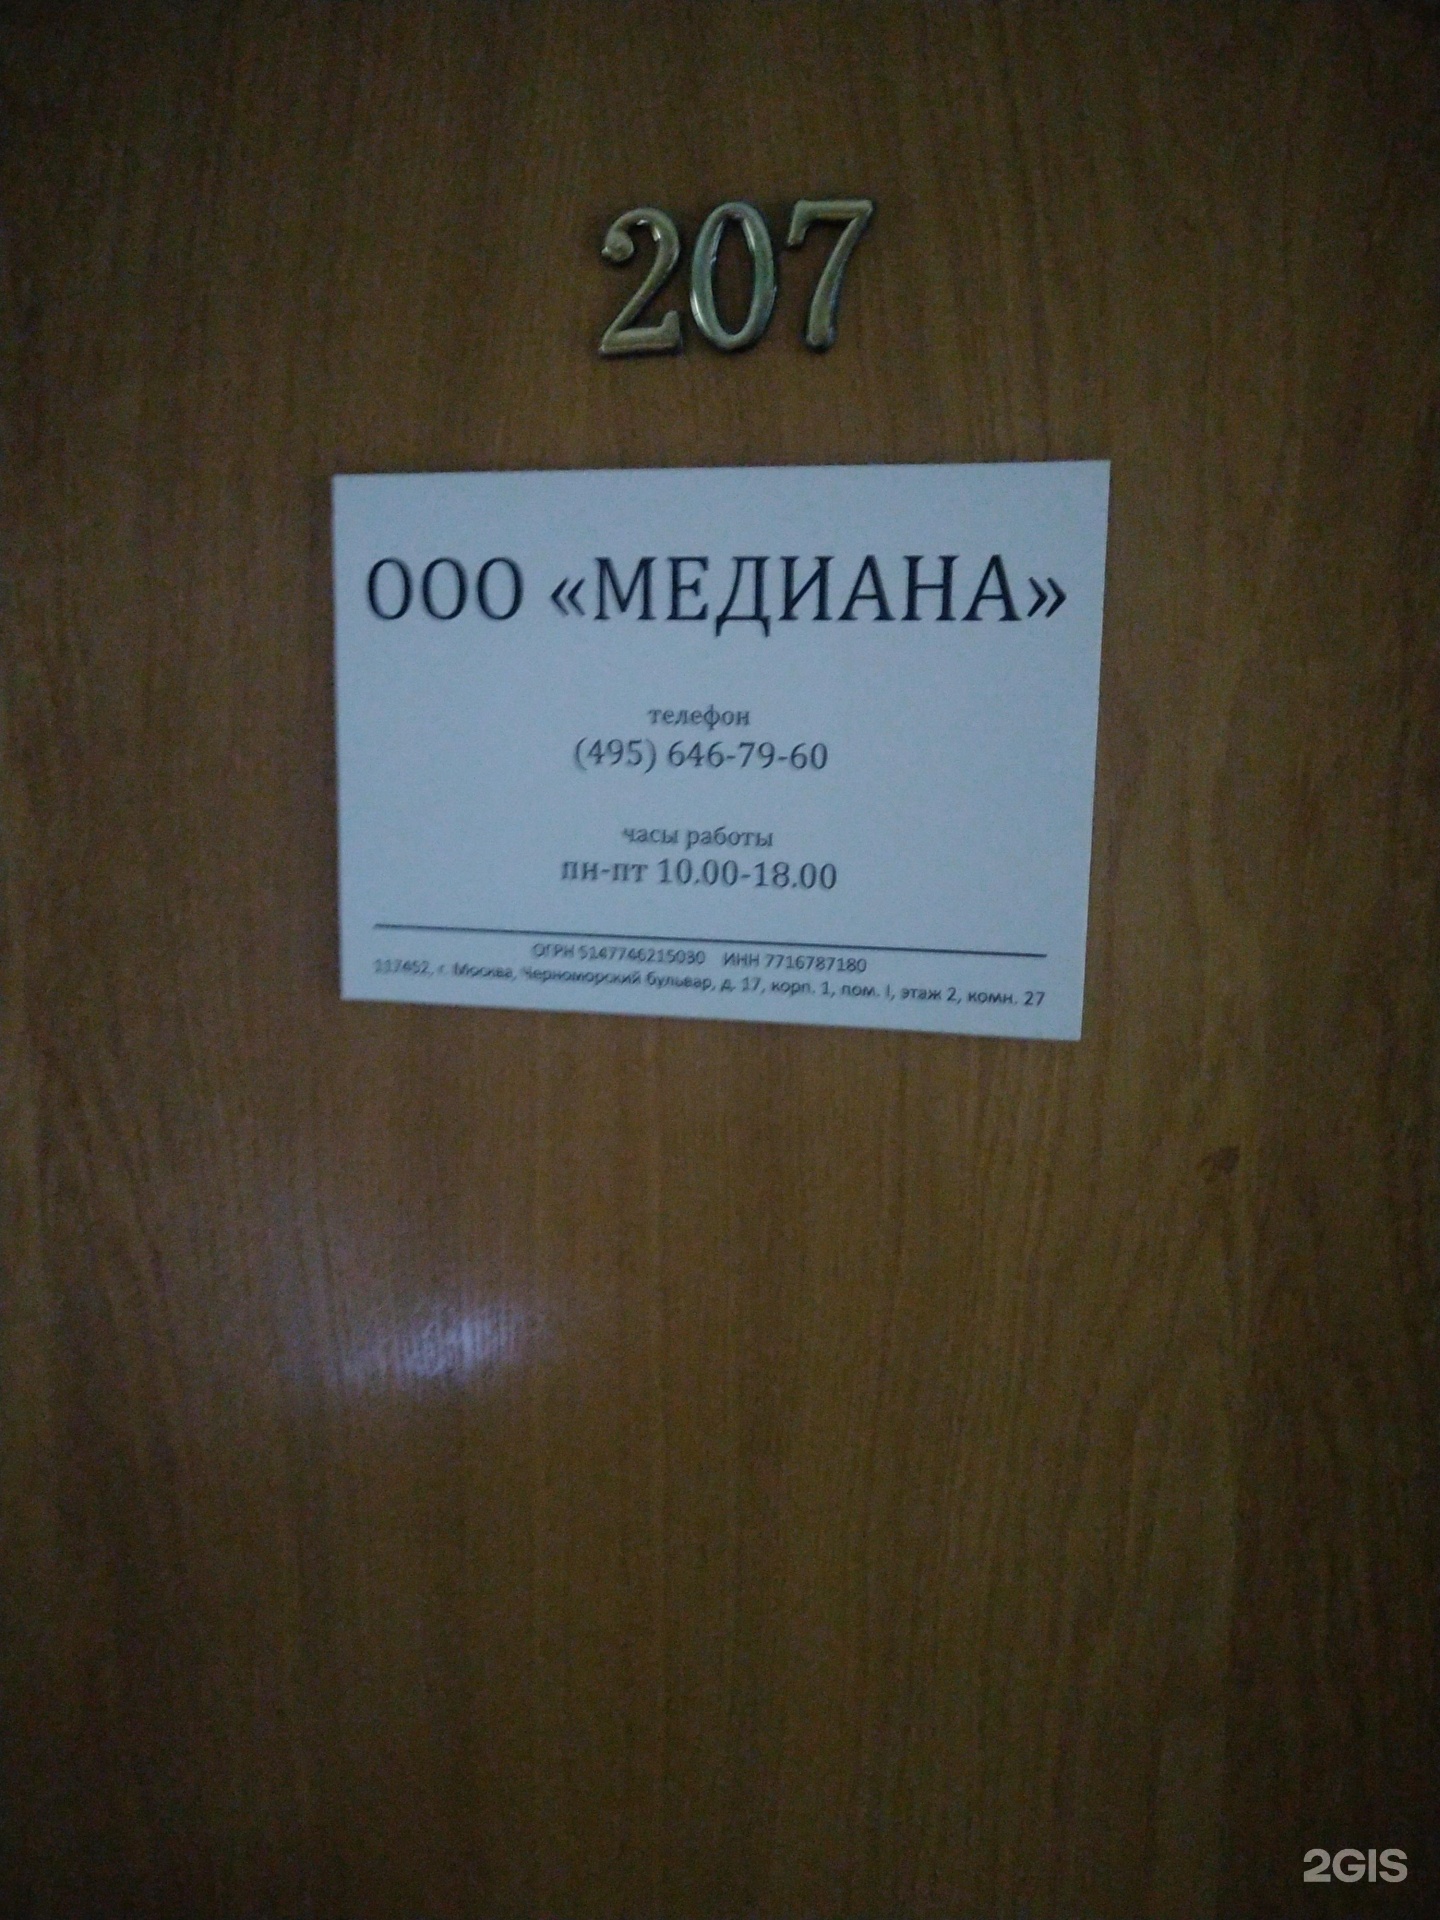 207
ООО «МЕДИАНА»
телефон
(495) 646-79-60
часы работы
пн-пт 10.00-18.00
ОГРН 5147746215030 ИНН 7716787180
117452, г. Москва, Черноморский бульвар, д. 17, корп. 1, пом. I, этаж 2, комн. 27
2GIS